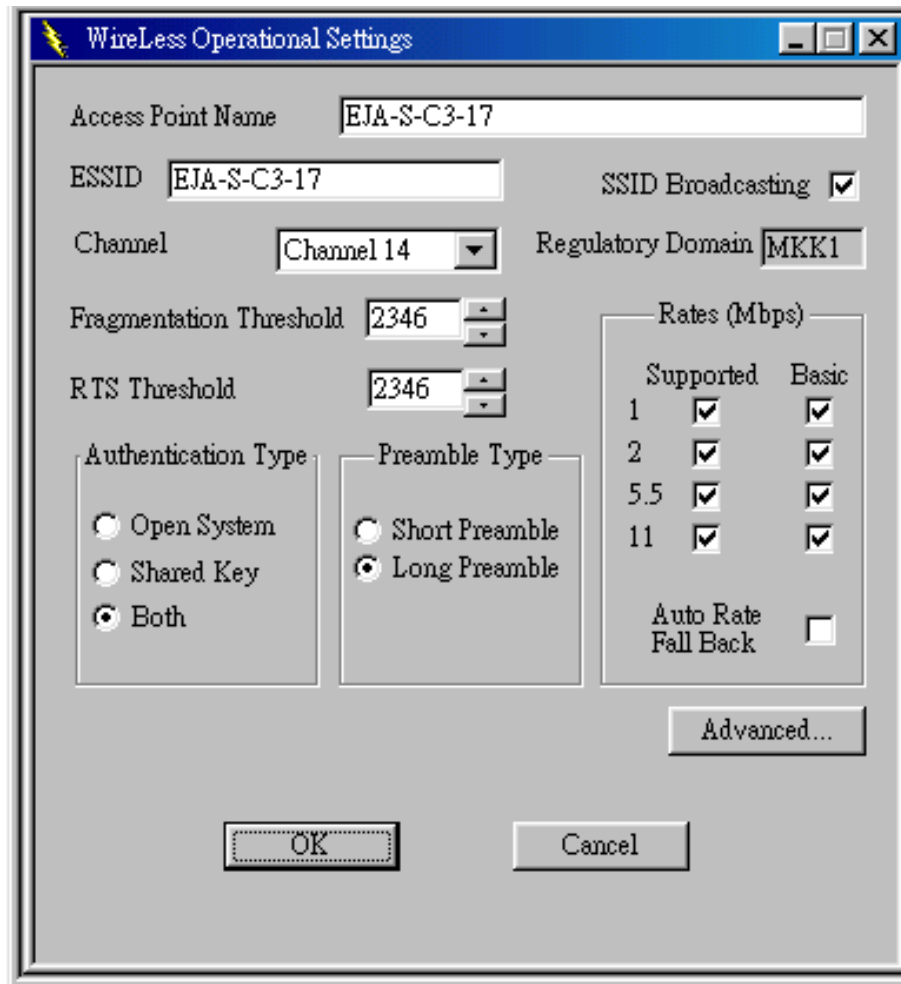 WireLess Operational Settings
Access Point Name EJA-S-C3-17
ESSID EJA-S-C3-17 SSID Broadcasting
Channel Channel 14 Regulatory Domain MKK1
Fragmentation Threshold 2346
RTS Threshold 2346
Rates (Mbps)
Supported Basic
1
2
5.5
11
Auto Rate
Fall Back
Authentication Type
Open System
Shared Key
Both
Preamble Type
Short Preamble
Long Preamble
Advanced...
OK Cancel